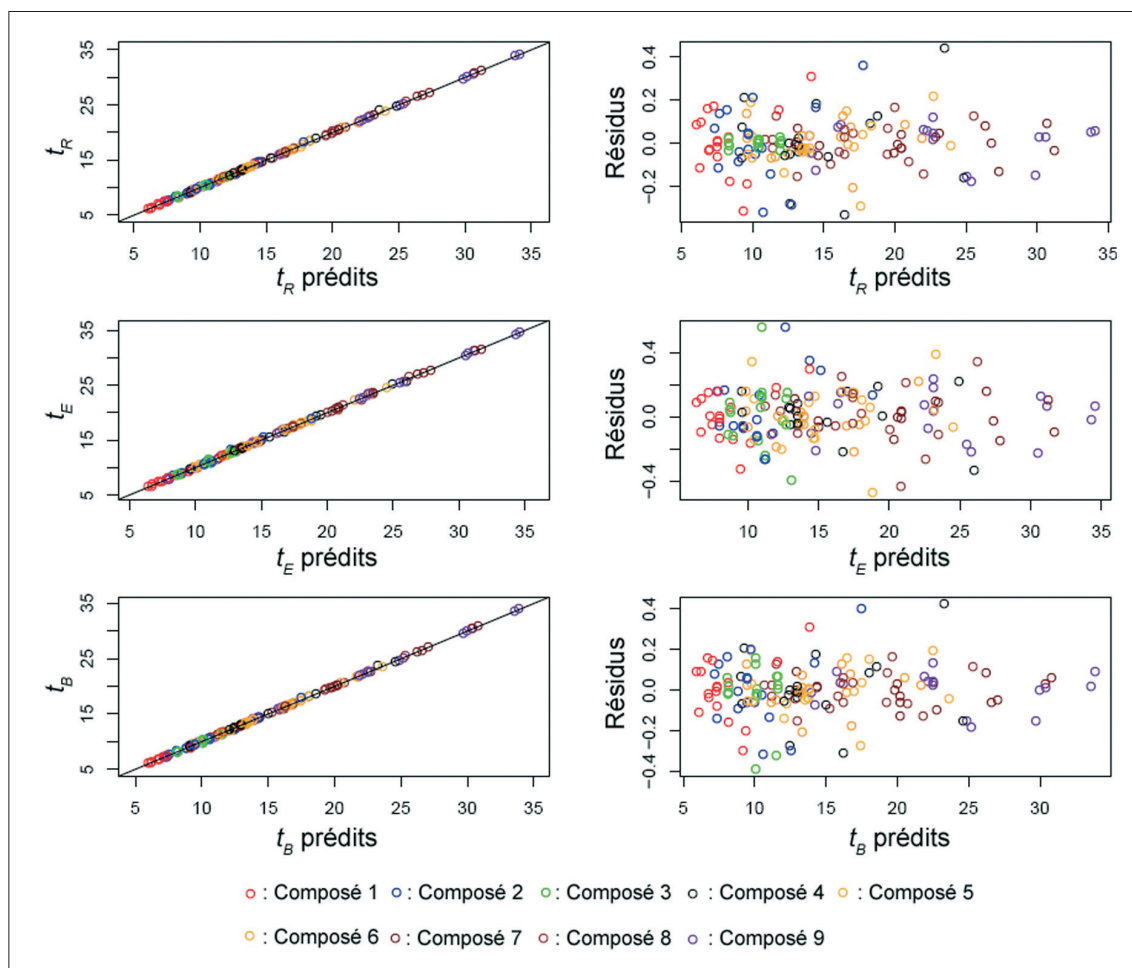 35
25
15
5
t_R
5 10 15 20 25 30 35
t_R prédits
0.4
0.2
0.0
−0.2
Résidus
5 10 15 20 25 30 35
t_R prédits
35
25
15
5
t_E
5 10 15 20 25 30 35
t_E prédits
0.4
0.0
−0.4
Résidus
10 15 20 25 30 35
t_E prédits
35
25
15
5
t_B
5 10 15 20 25 30 35
t_B prédits
0.4
0.2
0.0
−0.2
−0.4
Résidus
5 10 15 20 25 30
t_B prédits
: Composé 1 : Composé 2 : Composé 3 : Composé 4 : Composé 5
: Composé 6 : Composé 7 : Composé 8 : Composé 9